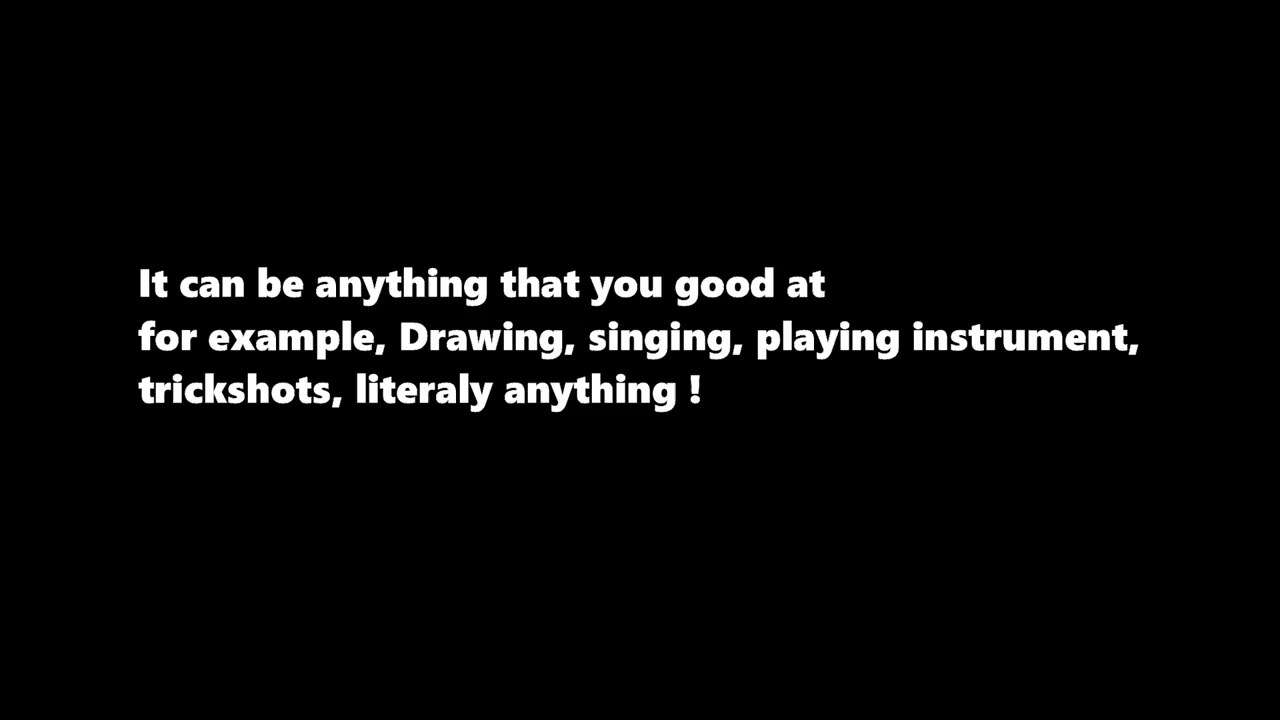 It can be anything that you good at
for example, Drawing, singing, playing instrument,
trickshots, literaly anything !